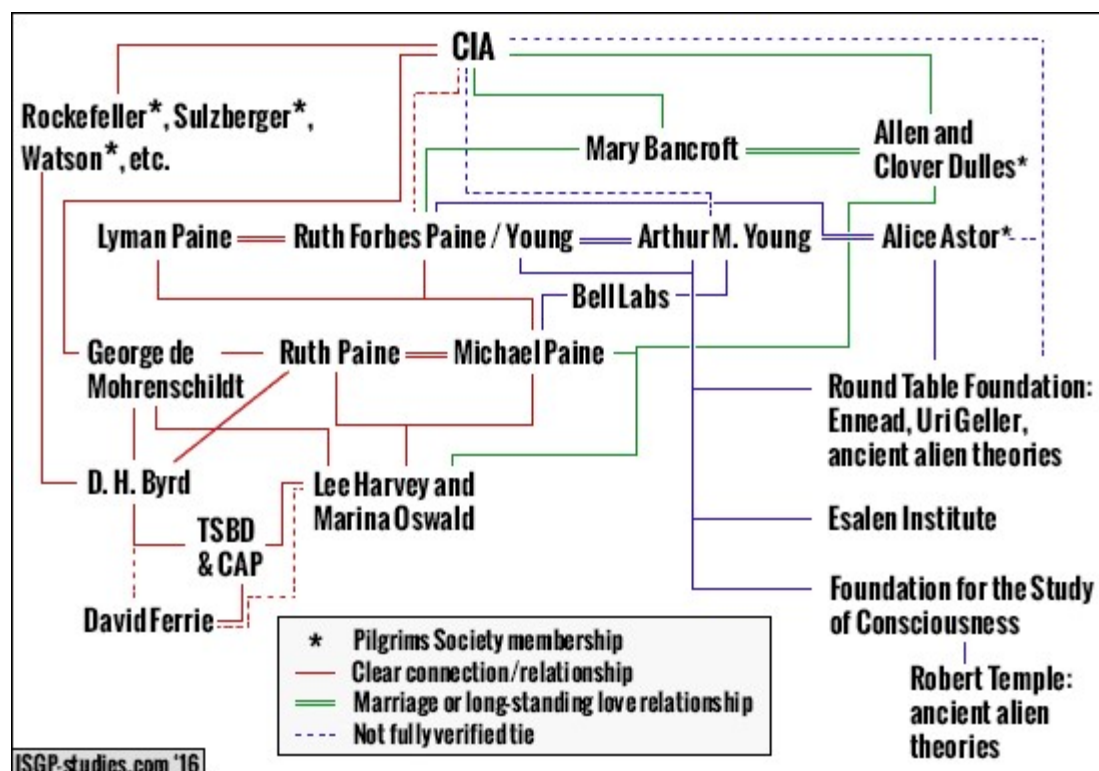 CIA
Rockefeller*, Sulzberger*,
Watson*, etc.
Mary Bancroft
Allen and
Clover Dulles*
Lyman Paine
Ruth Forbes Paine / Young
Arthur M. Young
Alice Astor*
Bell Labs
George de
Mohrenschildt
Ruth Paine
Michael Paine
Round Table Foundation:
Ennead, Uri Geller,
ancient alien theories
D. H. Byrd
Lee Harvey and
Marina Oswald
TSBD
& CAP
Esalen Institute
David Ferrie
Foundation for the Study
of Consciousness
Robert Temple:
ancient alien
theories
* Pilgrims Society membership
Clear connection/relationship
Marriage or long-standing love relationship
Not fully verified tie
ISGP-studies.com '16